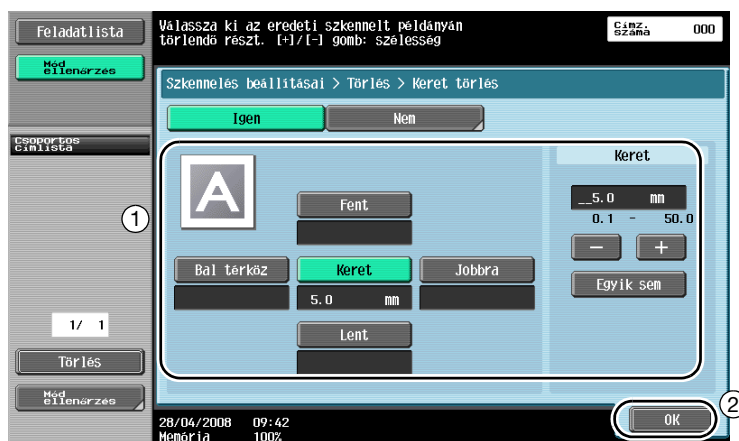 Feladatlista
Válassza ki az eredeti szkennelt példányán
törlendő részt. [+]/[-] gomb: szélesség
Címz.
száma
000
Mód
ellenőrzés
Szkennelés beállításai > Törlés > Keret törlés
Igen
Nem
Csoportos
címlista
Keret
A
1
Fent
__5.0 mm
0.1 - 50.0
- +
Bal térköz
Keret
Jobbra
Egyik sem
5.0 mm
1/ 1
Lent
Törlés
Mód
ellenőrzés
2
OK
28/04/2008 09:42
Memória 100%